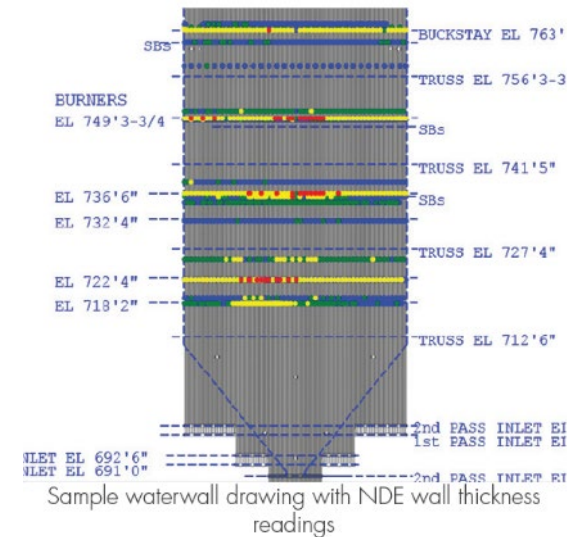 BUCKSTAY EL 763'
SBs
TRUSS EL 756'3-3
BURNERS
EL 749'3-3/4
SBs
TRUSS EL 741'5"
EL 736'6"
SBs
EL 732'4"
TRUSS EL 727'4"
EL 722'4"
EL 718'2"
TRUSS EL 712'6"
2nd PASS INLET EL
1st PASS INLET EL
NLET EL 692'6"
NLET EL 691'0"
2nd PASS INLET EL
Sample waterwall drawing with NDE wall thickness
readings